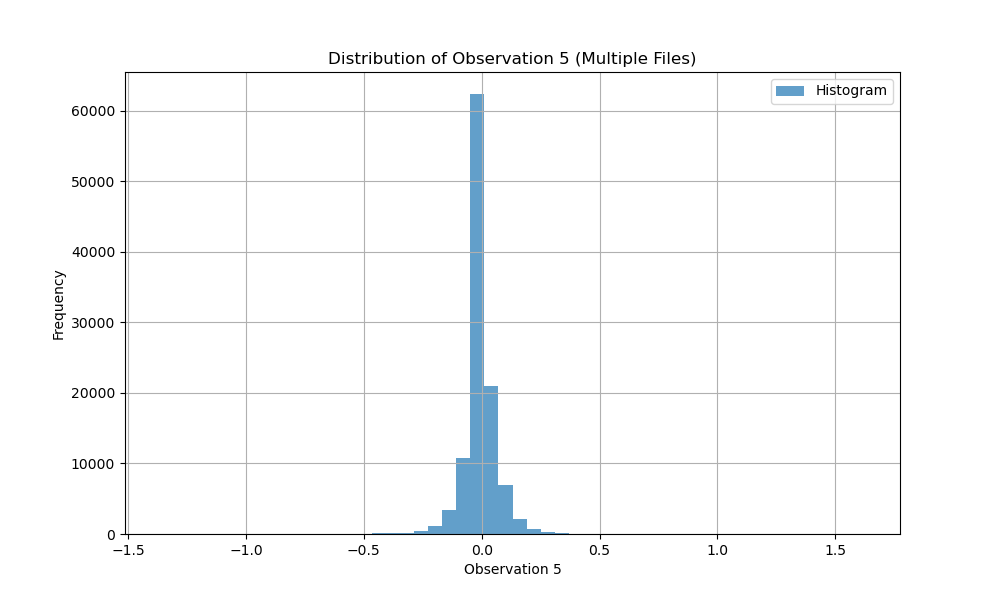 Distribution of Observation 5 (Multiple Files)
Histogram
60000
50000
40000
30000
20000
10000
0
Frequency
−1.5 −1.0 −0.5 0.0 0.5 1.0 1.5
Observation 5